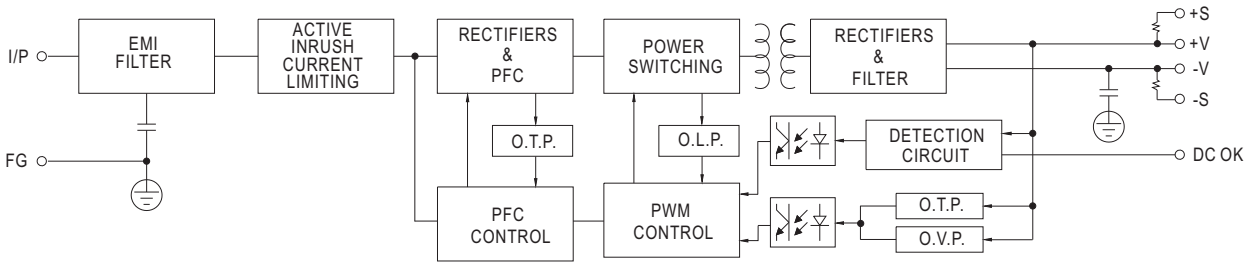 I/P
EMI
FILTER
ACTIVE
INRUSH
CURRENT
LIMITING
RECTIFIERS
&
PFC
POWER
SWITCHING
RECTIFIERS
&
FILTER
+S
+V
-V
-S
O.T.P.
O.L.P.
DETECTION
CIRCUIT
DC OK
FG
PFC
CONTROL
PWM
CONTROL
O.T.P.
O.V.P.